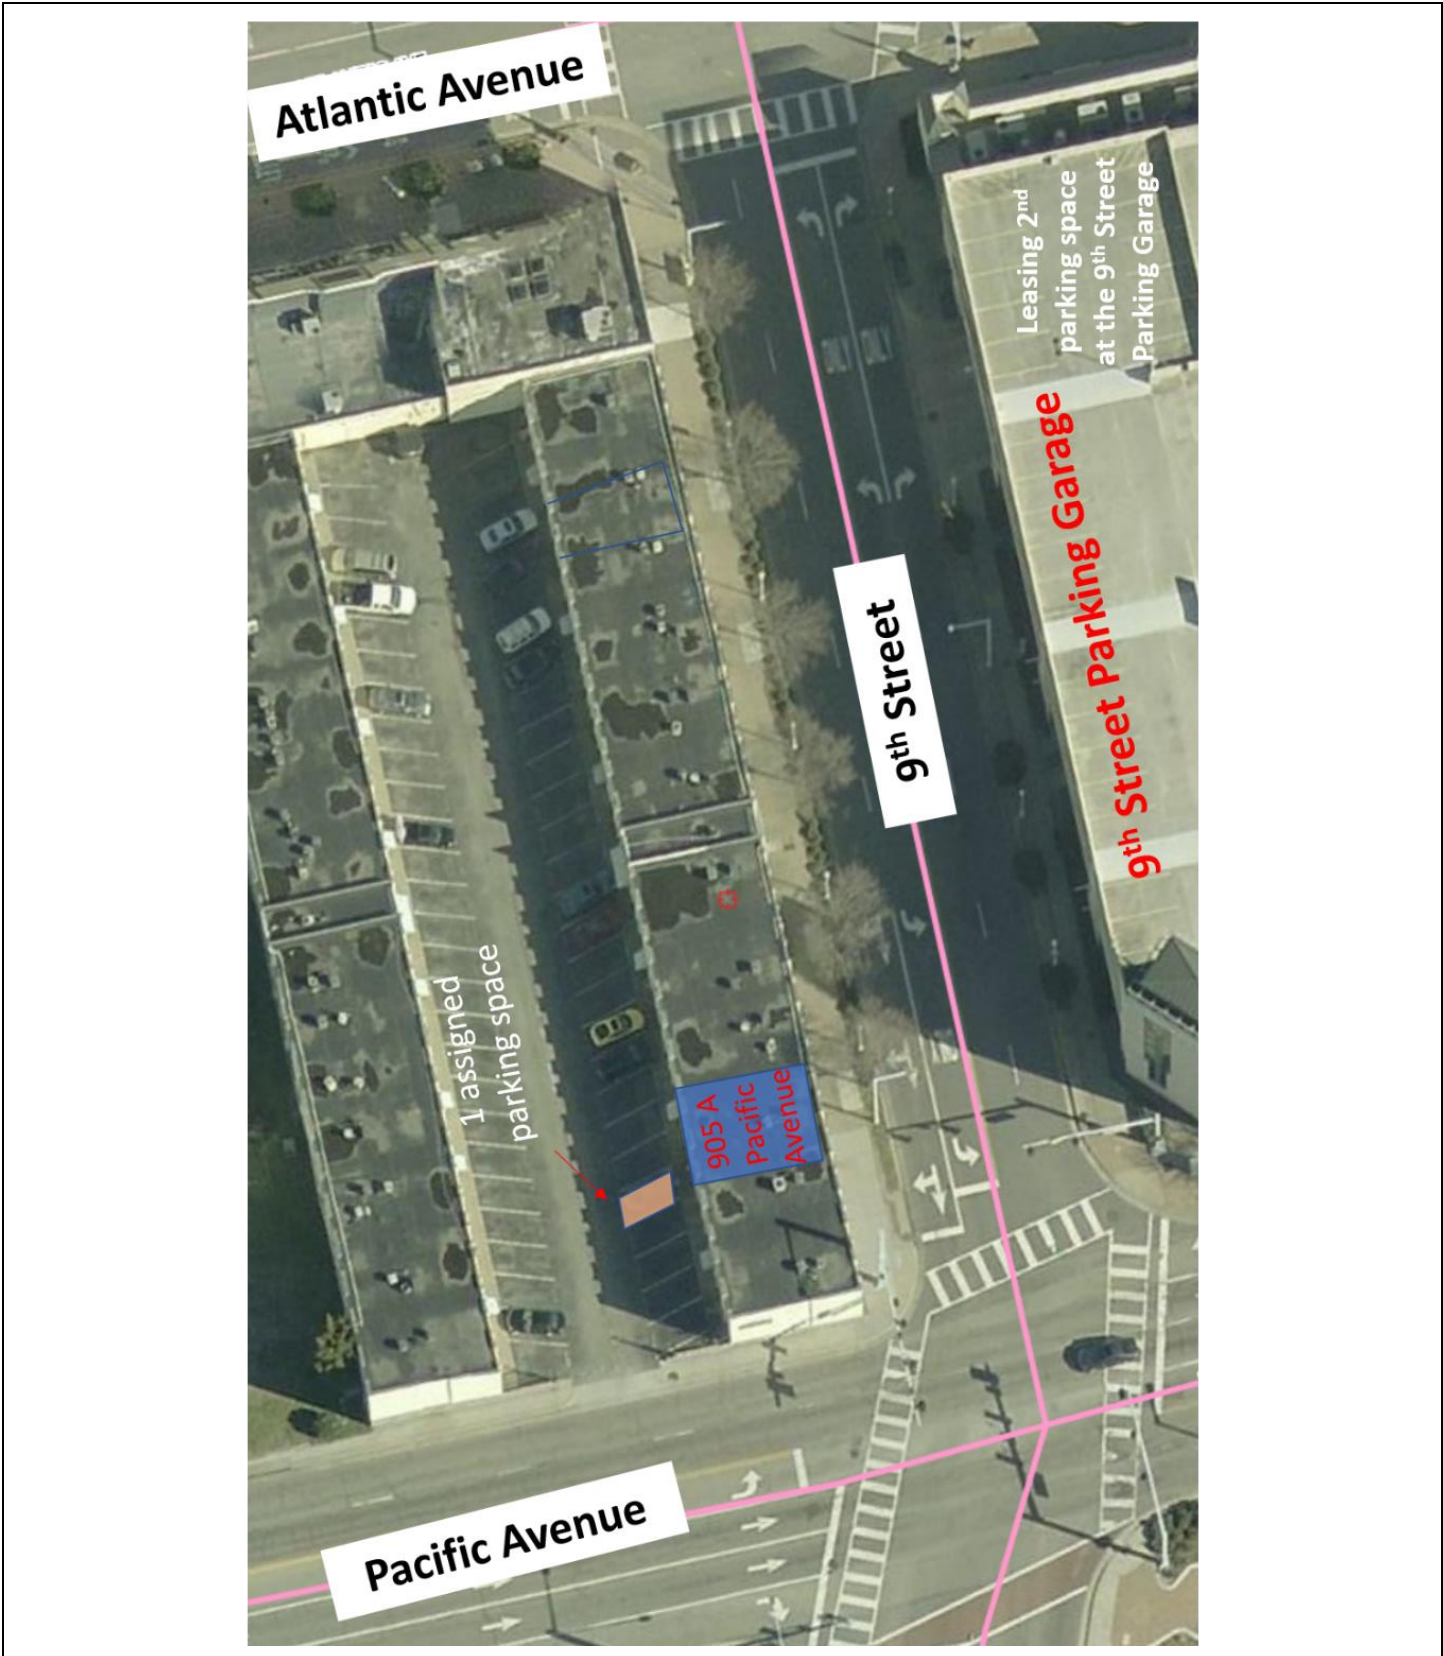 Atlantic Avenue
Leasing 2nd
parking space
at the 9th Street
Parking Garage
9th Street Parking Garage
9th Street
1 assigned
parking space
905 A
Pacific
Avenue
Pacific Avenue